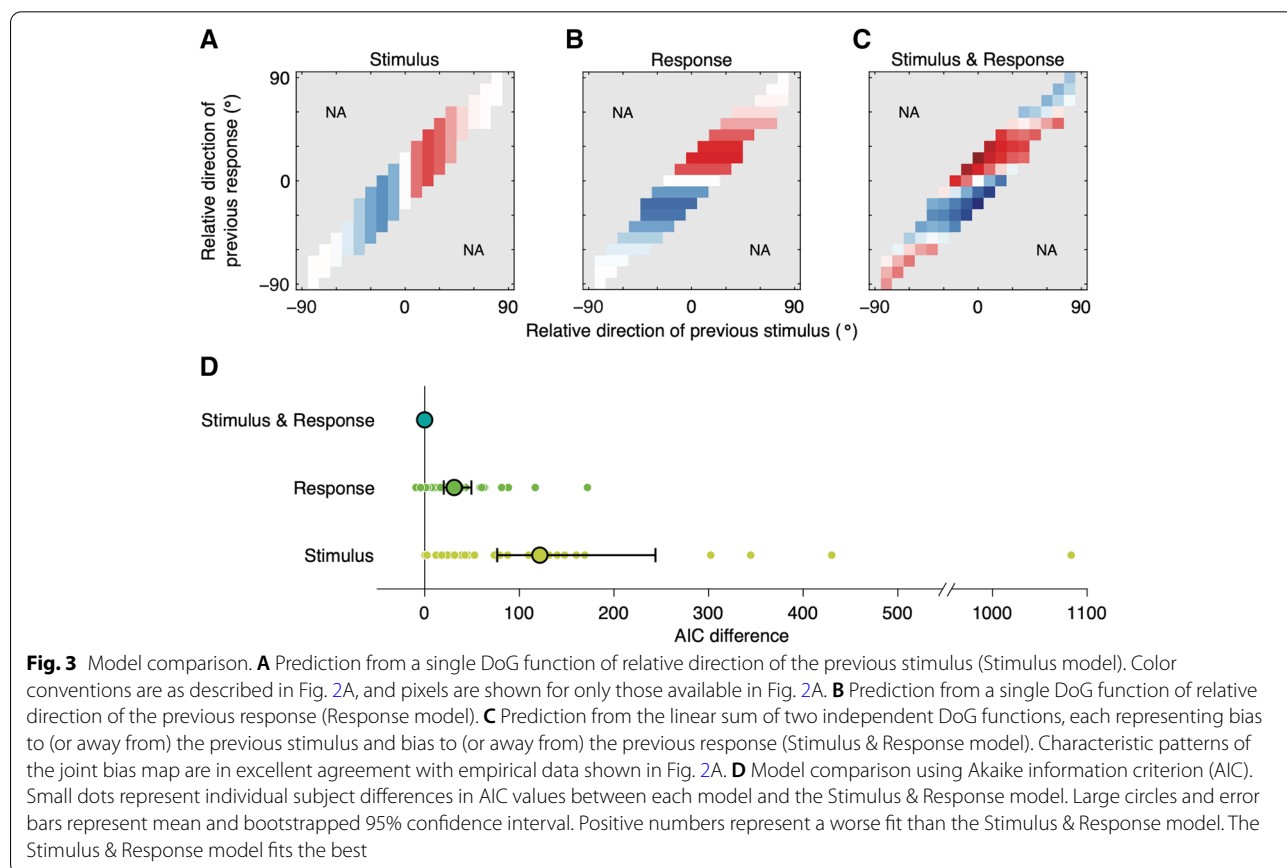 A
B
C
Stimulus
Response
Stimulus & Response
90
0
−90
Relative direction of
previous response (°)
NA
NA
NA
NA
NA
NA
−90 0 90
−90 0 90
−90 0 90
Relative direction of previous stimulus (°)
D
Stimulus & Response
Response
Stimulus
0 100 200 300 400 500 1000 1100
AIC difference
Fig. 3 Model comparison. A Prediction from a single DoG function of relative direction of the previous stimulus (Stimulus model). Color
conventions are as described in Fig. 2A, and pixels are shown for only those available in Fig. 2A. B Prediction from a single DoG function of relative
direction of the previous response (Response model). C Prediction from the linear sum of two independent DoG functions, each representing bias
to (or away from) the previous stimulus and bias to (or away from) the previous response (Stimulus & Response model). Characteristic patterns of
the joint bias map are in excellent agreement with empirical data shown in Fig. 2A. D Model comparison using Akaike information criterion (AIC).
Small dots represent individual subject differences in AIC values between each model and the Stimulus & Response model. Large circles and error
bars represent mean and bootstrapped 95% confidence interval. Positive numbers represent a worse fit than the Stimulus & Response model. The
Stimulus & Response model fits the best